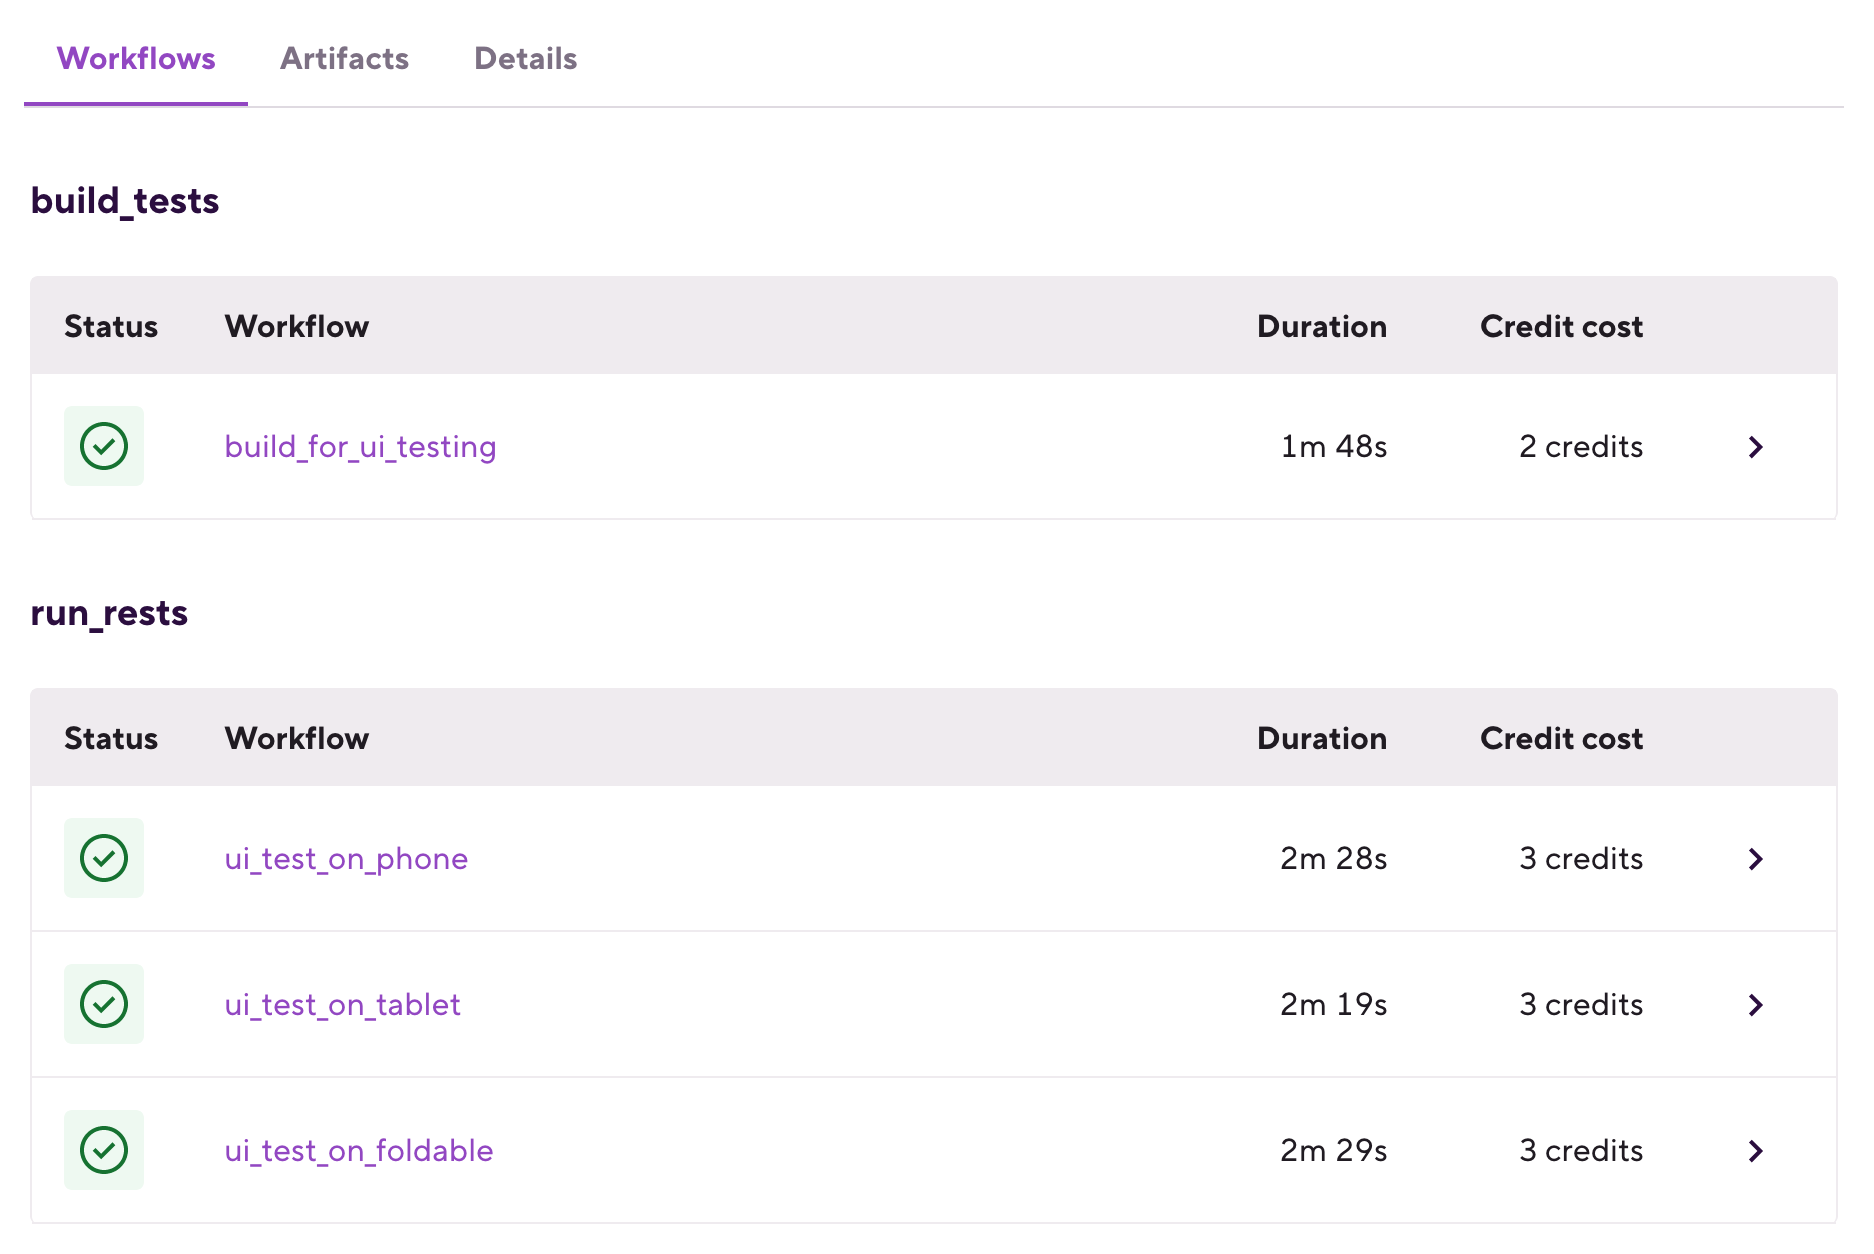 Workflows Artifacts Details
build_tests
Status Workflow Duration Credit cost
build_for_ui_testing 1m 48s 2 credits
run_rests
Status Workflow Duration Credit cost
ui_test_on_phone 2m 28s 3 credits
ui_test_on_tablet 2m 19s 3 credits
ui_test_on_foldable 2m 29s 3 credits